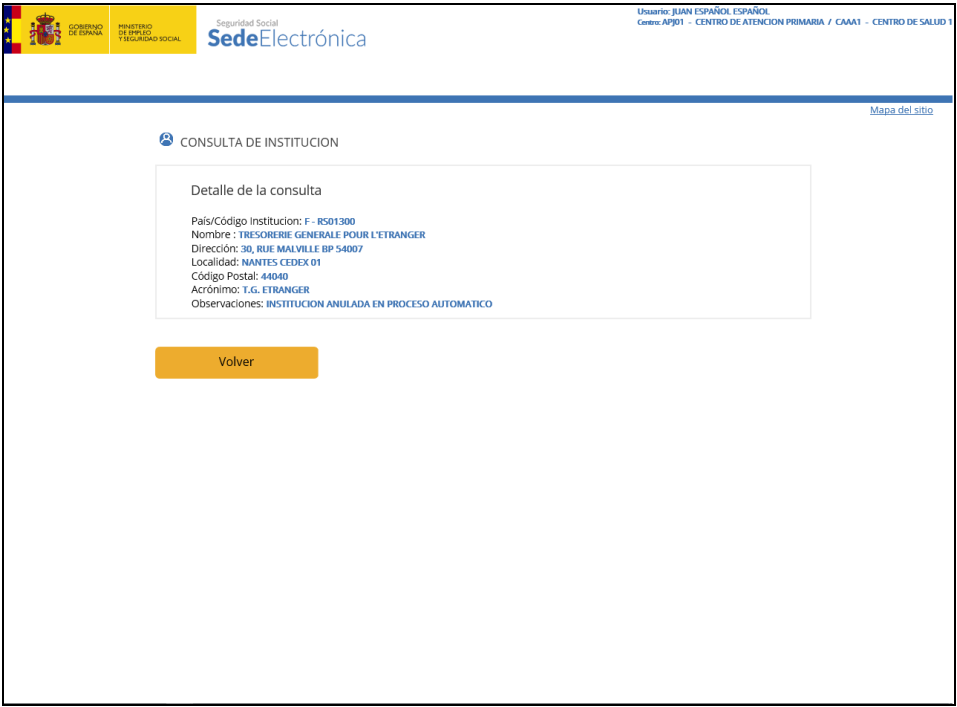 GOBIERNO
DE ESPAÑA
MINISTERIO
DE EMPLEO
Y SEGURIDAD SOCIAL
Seguridad Social
SedeElectrónica
Usuario: JUAN ESPAÑOL ESPAÑOL
Centro: APJ01 - CENTRO DE ATENCION PRIMARIA / CAAA1 - CENTRO DE SALUD 1
Mapa del sitio
CONSULTA DE INSTITUCION
Detalle de la consulta
País/Código Institucion: F - RS01300
Nombre : TRESORERIE GENERALE POUR L'ETRANGER
Dirección: 30, RUE MALVILLE BP 54007
Localidad: NANTES CEDEX 01
Código Postal: 44040
Acrónimo: T.G. ETRANGER
Observaciones: INSTITUCION ANULADA EN PROCESO AUTOMATICO
Volver